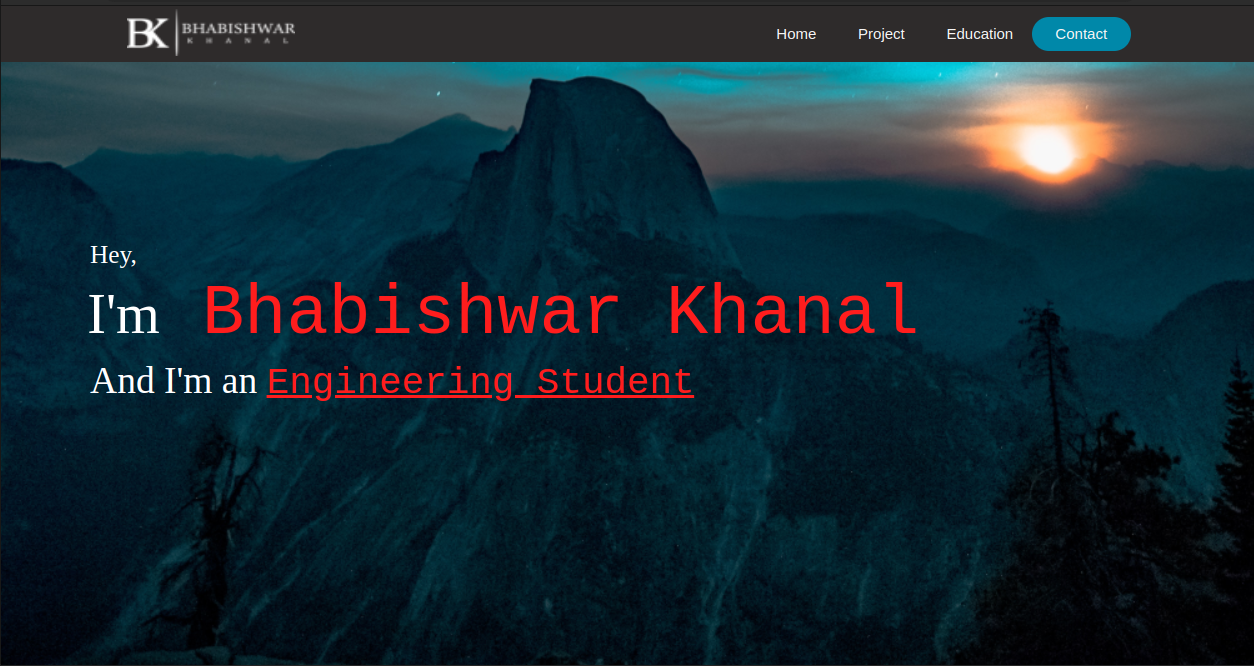 BK BHABISHWAR
KHANAL
Home Project Education Contact
Hey,
I'm Bhabishwar Khanal
And I'm an Engineering Student